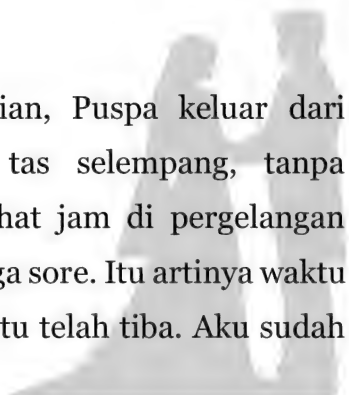 ian, Puspa keluar dari
tas selempang, tanpa
hat jam di pergelangan
ga sore. Itu artinya waktu
tu telah tiba. Aku sudah